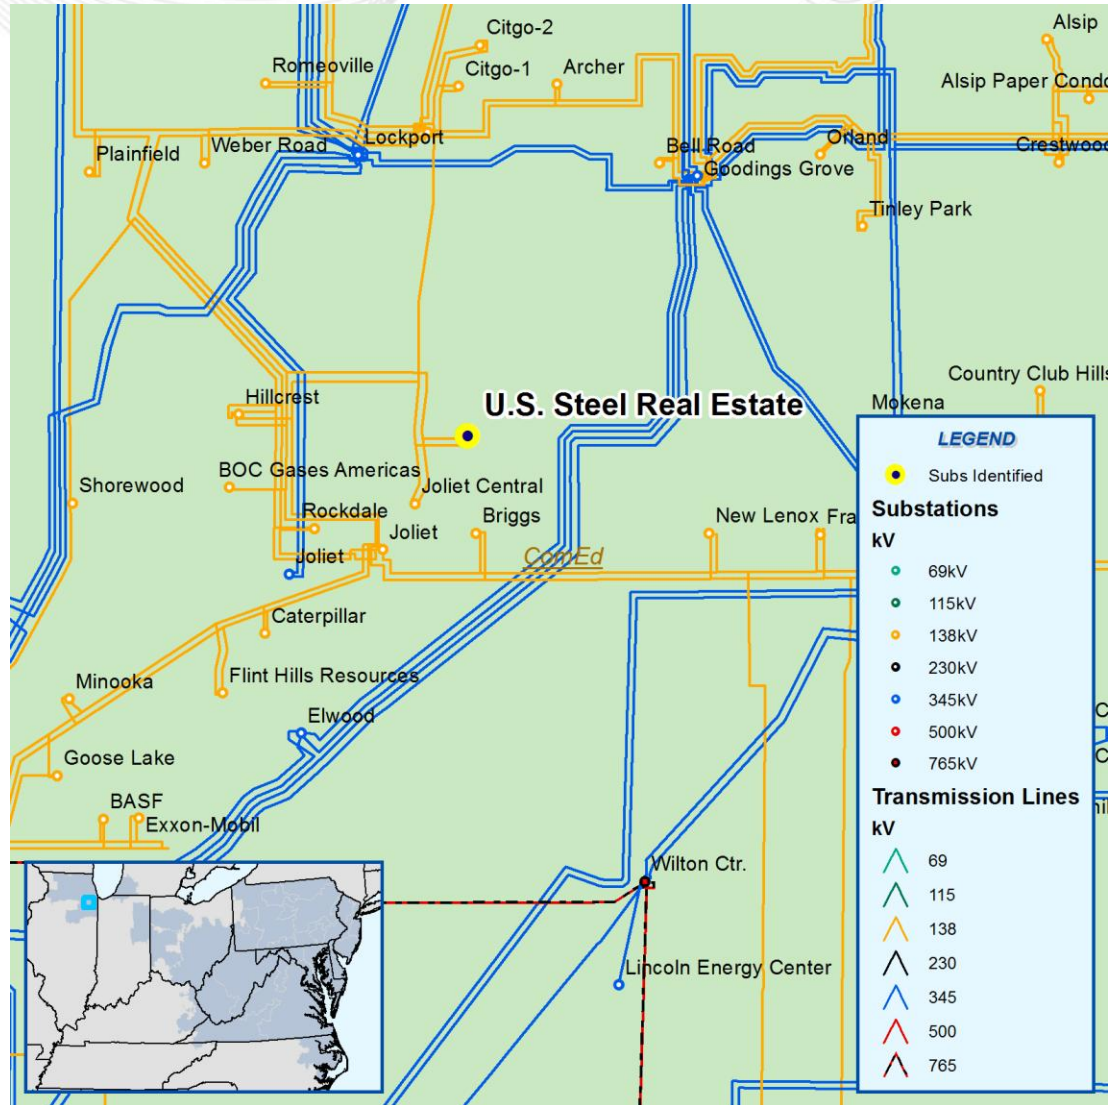 Citgo-2
Alsip
Romeoville
Citgo-1
Archer
Alsip Paper Condo
Lockport
Plainfield
Weber Road
Bell Road
Orland
Crestwood
Goodings Grove
Tinley Park
Country Club Hills
Hillcrest
U.S. Steel Real Estate
Mokena
BOC Gases Americas
Shorewood
Joliet Central
Rockdale
Joliet
Briggs
New Lenox
Fra
Joliet
ComEd
Caterpillar
Minooka
Flint Hills Resources
Elwood
Goose Lake
BASF
Exxon-Mobil
Wilton Ctr.
Lincoln Energy Center
LEGEND
Subs Identified
Substations
kV
69kV
115kV
138kV
230kV
345kV
500kV
765kV
Transmission Lines
kV
69
115
138
230
345
500
765
C
C